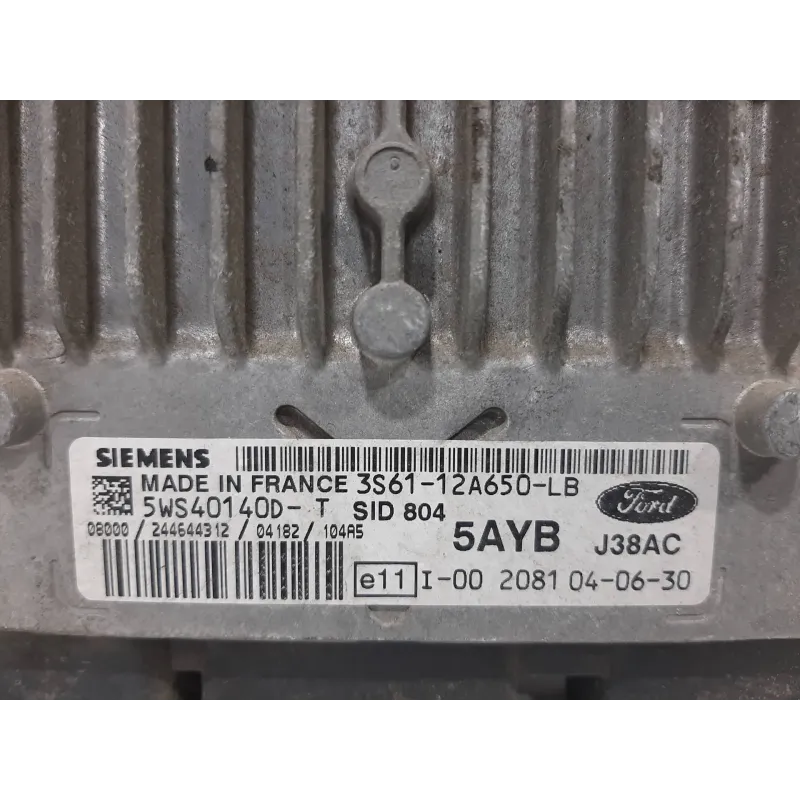 SIEMENS
MADE IN FRANCE 3S61-12A650-LB
5WS40140D- T SID 804
Ford
08000 / 244644312 / 04182 / 104A5
5AYB J38AC
e11 I-00 2081 04-06-30